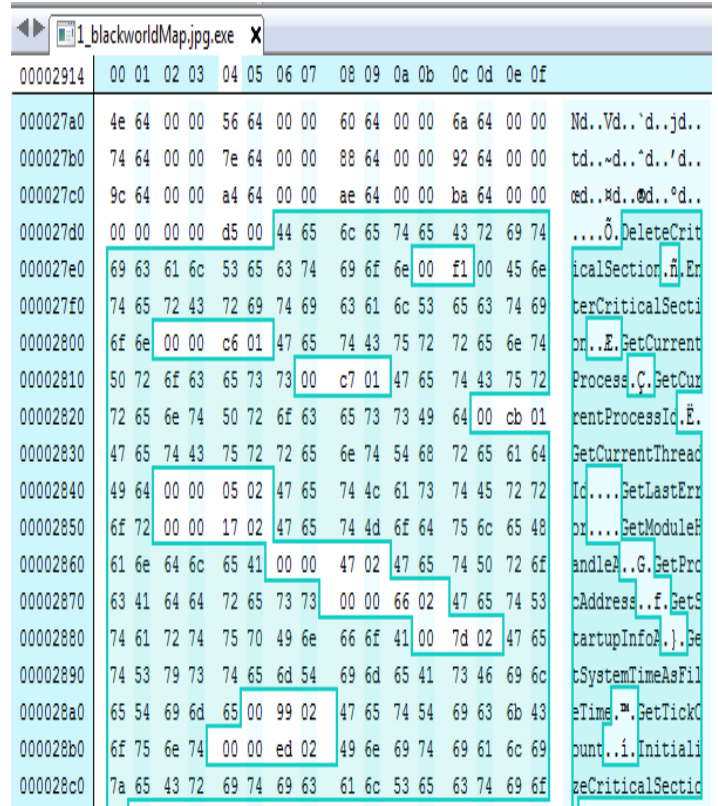 1_blackworldMap.jpg.exe X
00002914 00 01 02 03 04 05 06 07 08 09 0a 0b 0c 0d 0e 0f
000027a0 4e 64 00 00 56 64 00 00 60 64 00 00 6a 64 00 00 Nd..Vd..`d..jd..
000027b0 74 64 00 00 7e 64 00 00 88 64 00 00 92 64 00 00 td..~d..ˆd..'d..
000027c0 9c 64 00 00 a4 64 00 00 ae 64 00 00 ba 64 00 00 œd..¤d..®d..ºd..
000027d0 00 00 00 00 d5 00 44 65 6c 65 74 65 43 72 69 74 ....Õ.DeleteCrit
000027e0 69 63 61 6c 53 65 63 74 69 6f 6e 00 f1 00 45 6e icalSection.ñ.En
000027f0 74 65 72 43 72 69 74 69 63 61 6c 53 65 63 74 69 terCriticalSecti
00002800 6f 6e 00 00 c6 01 47 65 74 43 75 72 72 65 6e 74 on..Æ.GetCurrent
00002810 50 72 6f 63 65 73 73 00 c7 01 47 65 74 43 75 72 Process.Ç.GetCur
00002820 72 65 6e 74 50 72 6f 63 65 73 73 49 64 00 cb 01 rentProcessId.Ë.
00002830 47 65 74 43 75 72 72 65 6e 74 54 68 72 65 61 64 GetCurrentThread
00002840 49 64 00 00 05 02 47 65 74 4c 61 73 74 45 72 72 Id....GetLastErr
00002850 6f 72 00 00 17 02 47 65 74 4d 6f 64 75 6c 65 48 or....GetModuleH
00002860 61 6e 64 6c 65 41 00 00 47 02 47 65 74 50 72 6f andleA..G.GetPro
00002870 63 41 64 64 72 65 73 73 00 00 66 02 47 65 74 53 cAddress..f.GetS
00002880 74 61 72 74 75 70 49 6e 66 6f 41 00 7d 02 47 65 tartupInfoA.}.Ge
00002890 74 53 79 73 74 65 6d 54 69 6d 65 41 73 46 69 6c tSystemTimeAsFil
000028a0 65 54 69 6d 65 00 99 02 47 65 74 54 69 63 6b 43 eTime.™.GetTickC
000028b0 6f 75 6e 74 00 00 ed 02 49 6e 69 74 69 61 6c 69 ount..í.Initiali
000028c0 7a 65 43 72 69 74 69 63 61 6c 53 65 63 74 69 6f zeCriticalSectio